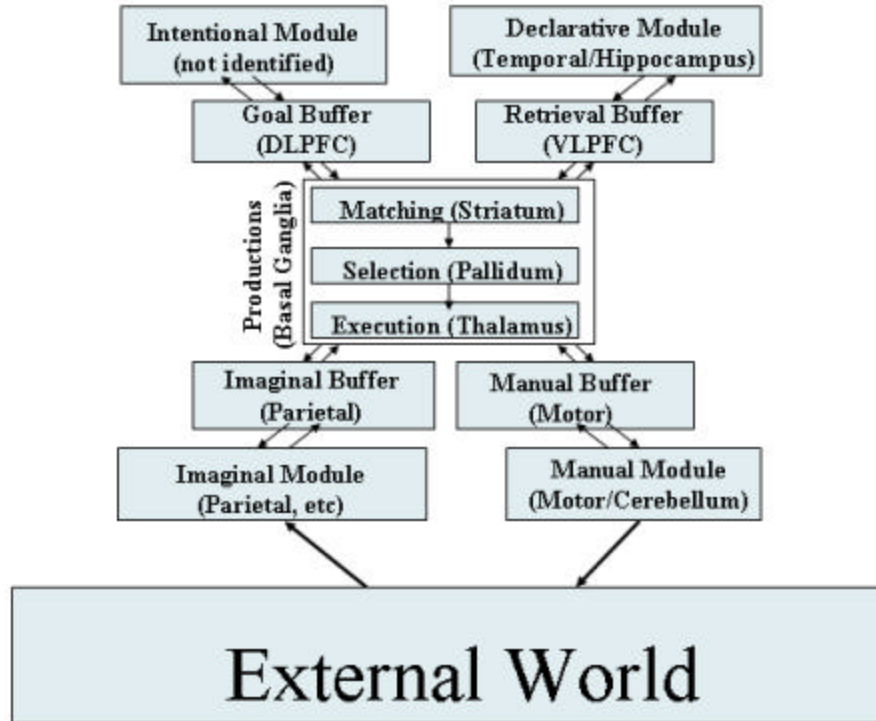 Intentional Module
(not identified)
Declarative Module
(Temporal/Hippocampus)
Goal Buffer
(DLPFC)
Retrieval Buffer
(VLPFC)
Productions
(Basal Ganglia)
Matching (Striatum)
Selection (Pallidum)
Execution (Thalamus)
Imaginal Buffer
(Parietal)
Manual Buffer
(Motor)
Imaginal Module
(Parietal, etc)
Manual Module
(Motor/Cerebellum)
External World